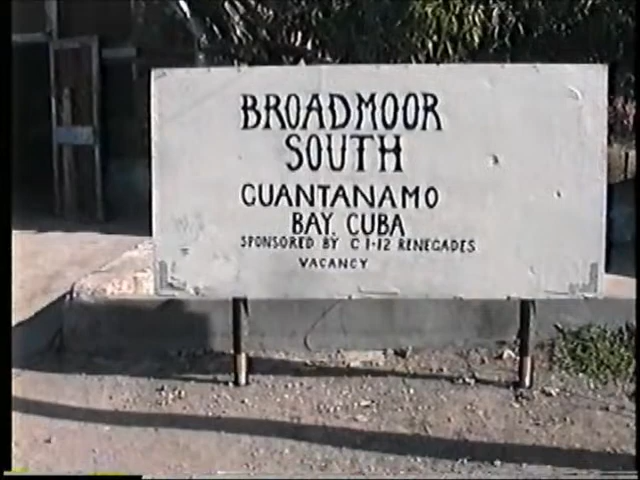 BROADMOOR
SOUTH
GUANTANAMO
BAY, CUBA
SPONSORED BY C 1-12 RENEGADES
VACANCY